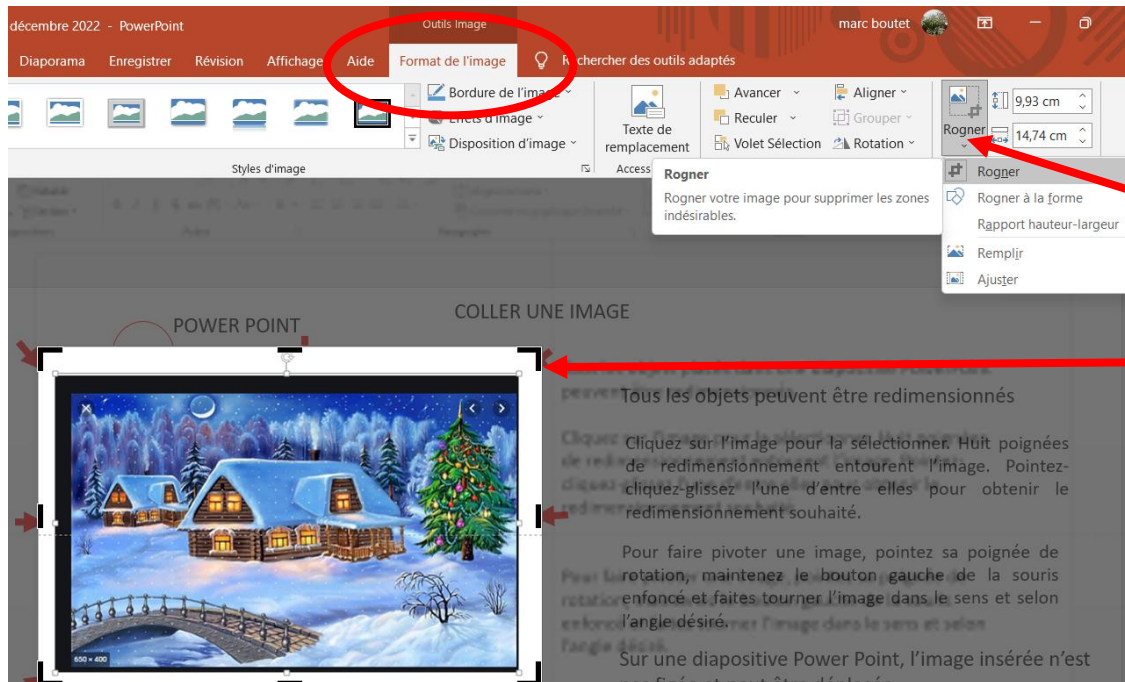 décembre 2022 - PowerPoint
Outils Image
marc boutet
Diaporama Enregistrer Révision Affichage Aide Format de l'image Rechercher des outils adaptés
Bordure de l'image
Effets d'image
Disposition d'image
Styles d'image
Texte de
remplacement
Access
Avancer
Reculer
Volet Sélection
Aligner
Grouper
Rotation
Rogner
9,93 cm
14,74 cm
Rogner
Rogner votre image pour supprimer les zones
indésirables.
Rogner
Rogner à la forme
Rapport hauteur-largeur
Remplir
Ajuster
POWER POINT
COLLER UNE IMAGE
650 × 400
Tous les objets peuvent être redimensionnés
Cliquez sur l'image pour la sélectionner. Huit poignées
de redimensionnement entourent l'image. Pointez-
cliquez-glissez l'une d'entre elles pour obtenir le
redimensionnement souhaité.
Pour faire pivoter une image, pointez sa poignée de
rotation, maintenez le bouton gauche de la souris
enfoncé et faites tourner l'image dans le sens et selon
l'angle désiré.
Sur une diapositive Power Point, l'image insérée n'est